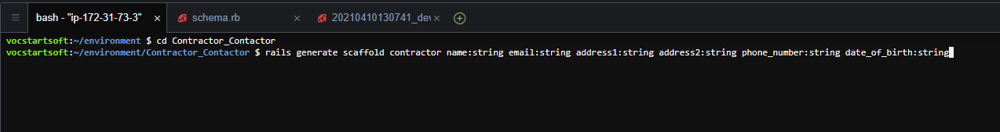 bash - "ip-172-31-73-3" × schema.rb × 20210410130741_dev ×
vocstartsoft:~/environment $ cd Contractor_Contactor
vocstartsoft:~/environment/Contractor_Contactor $ rails generate scaffold contractor name:string email:string address1:string address2:string phone_number:string date_of_birth:string